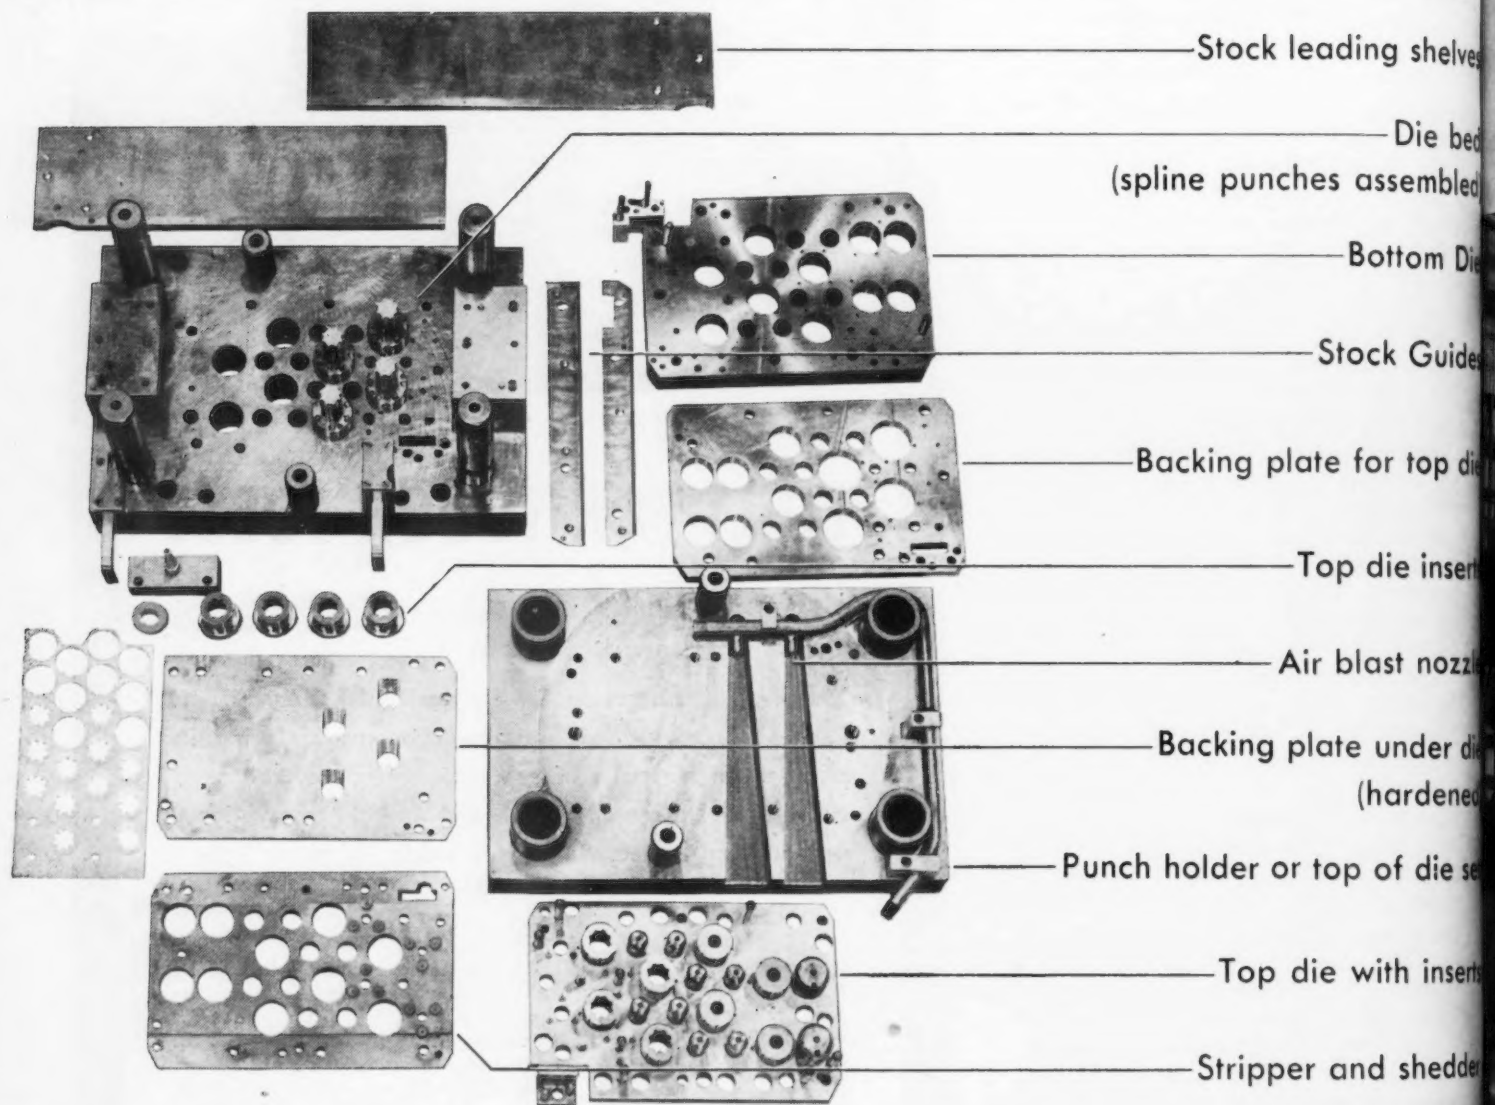 Stock leading shelves
Die bed
(spline punches assembled)
Bottom Die
Stock Guides
Backing plate for top die
Top die inserts
Air blast nozzle
Backing plate under die
(hardened)
Punch holder or top of die set
Top die with inserts
Stripper and shedder